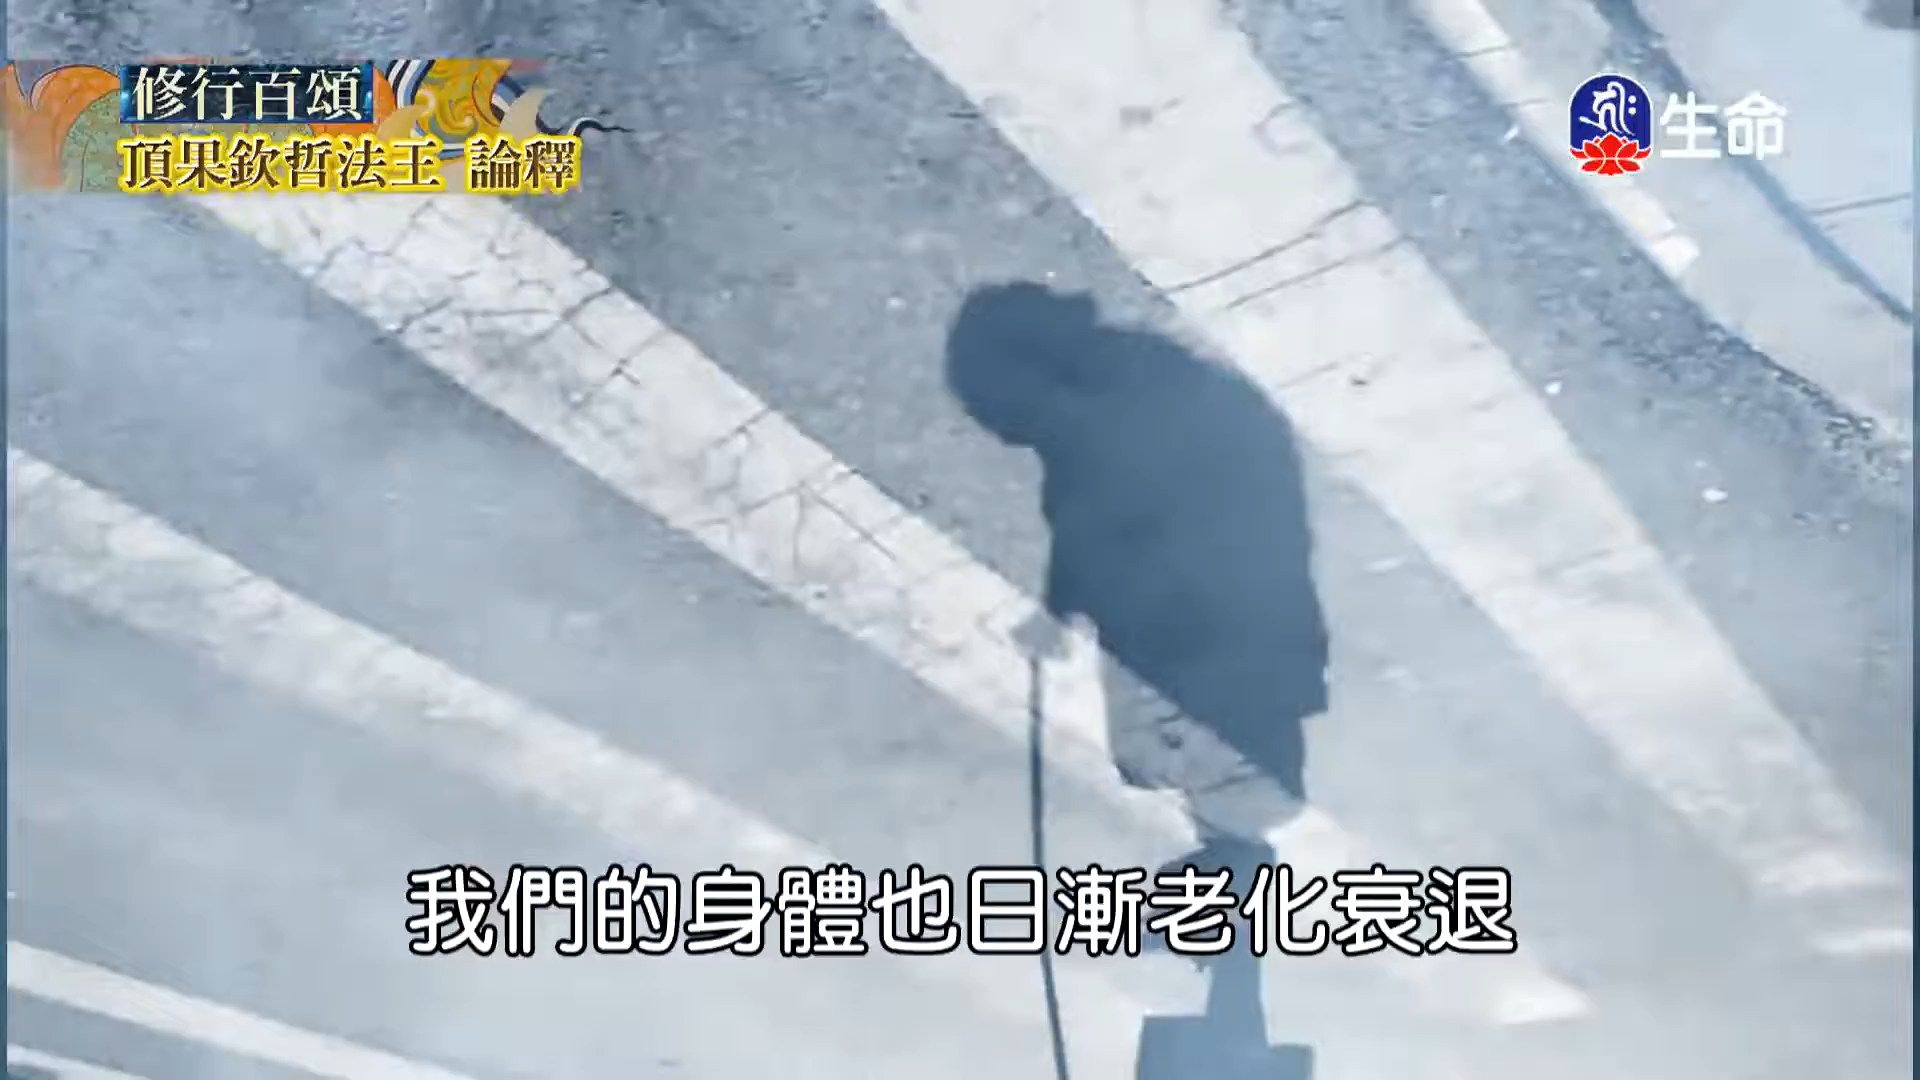 修行百頌
頂果欽哲法王 論釋
生命
我們的身體也日漸老化衰退